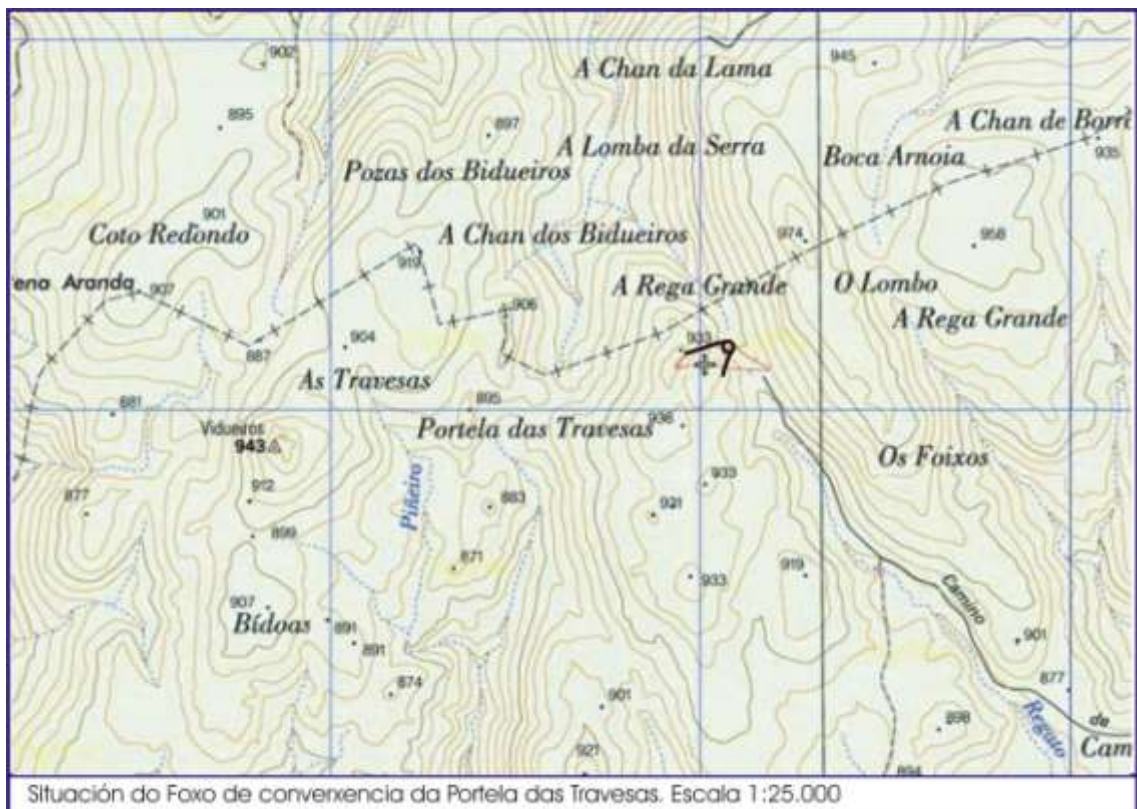 902
A Chan da Lama
945
895
897
A Lomba da Serra
A Chan de Borr
Boca Arnoia
935
Pozas dos Bidueiros
901
Coto Redondo
A Chan dos Bidueiros
974
958
919
ena Aranda
907
A Rega Grande
O Lombo
906
A Rega Grande
904
933
887
As Travesas
881
895
Vidueiros
943
Portela das Travesas
936
Os Foixos
877
912
Piñeiro
883
921
933
899
871
933
919
907
Bídoas
891
891
Camino
901
874
901
877
Regato
de
898
Cam
921
894
Situación do Foxo de converxencia da Portela das Travesas. Escala 1:25.000